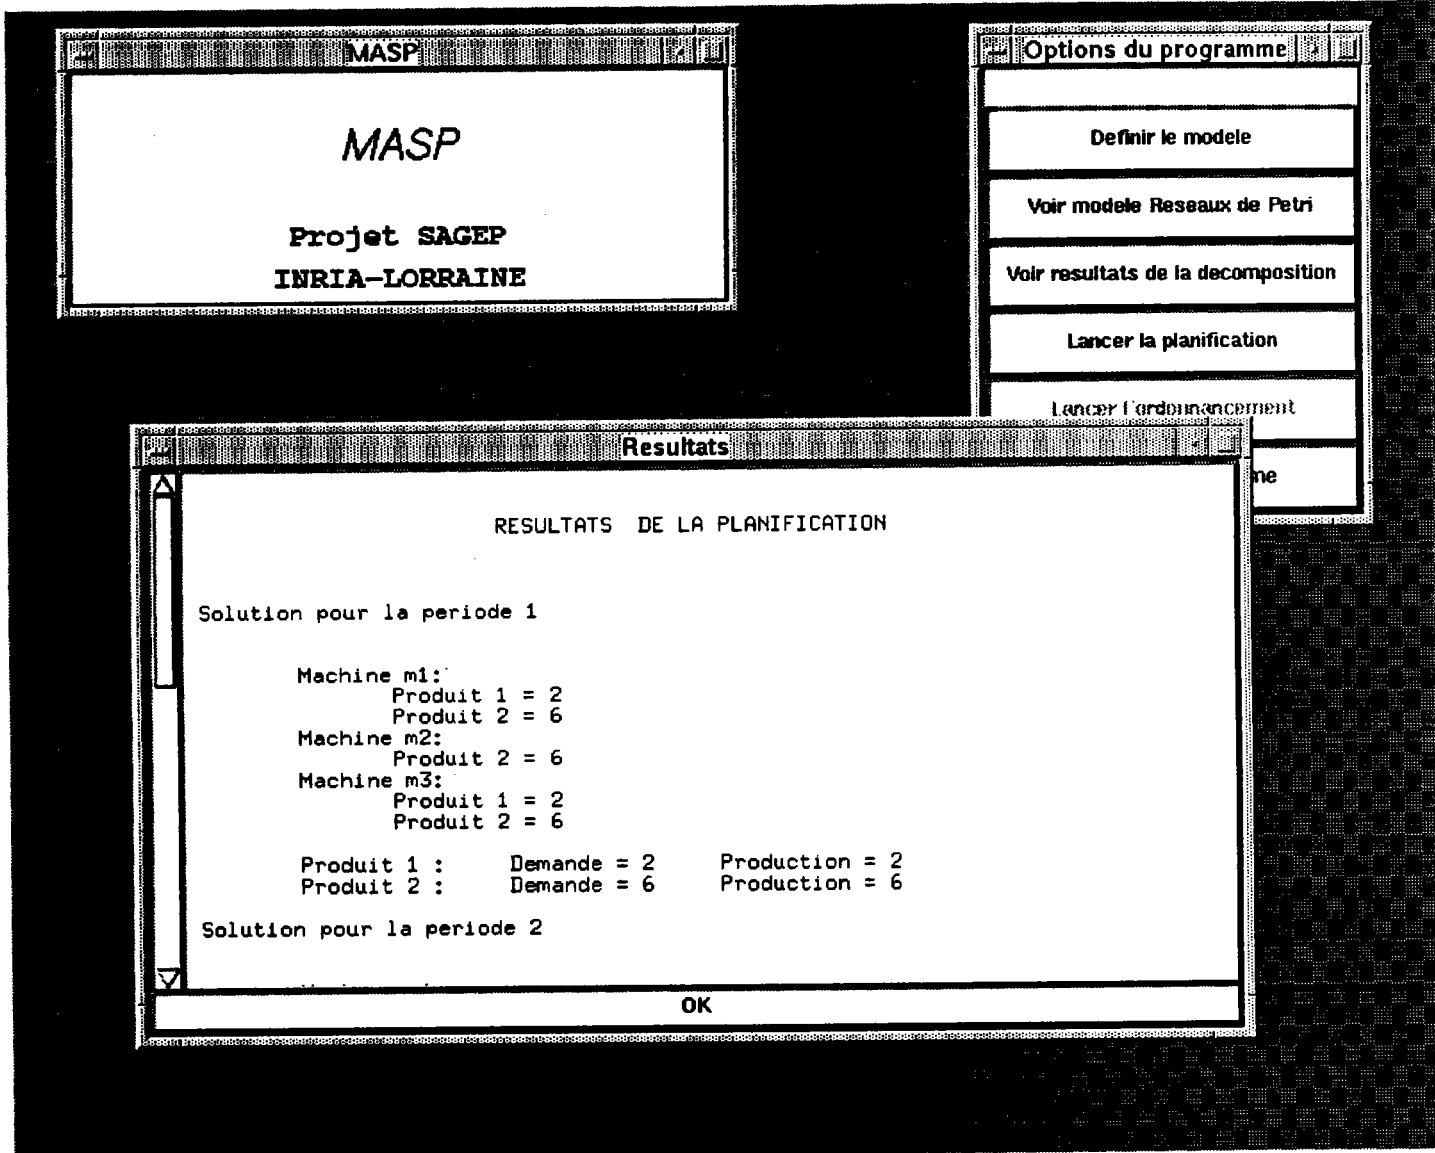 MASP
MASP
Projet SAGEP
INRIA-LORRAINE
Options du programme
Definir le modele
Voir modele Reseaux de Petri
Voir resultats de la decomposition
Lancer la planification
Lancer l'ordonnancement
me
Resultats
RESULTATS DE LA PLANIFICATION
Solution pour la periode 1
Machine m1:
Produit 1 = 2
Produit 2 = 6
Machine m2:
Produit 2 = 6
Machine m3:
Produit 1 = 2
Produit 2 = 6
Produit 1 : Demande = 2 Production = 2
Produit 2 : Demande = 6 Production = 6
Solution pour la periode 2
OK